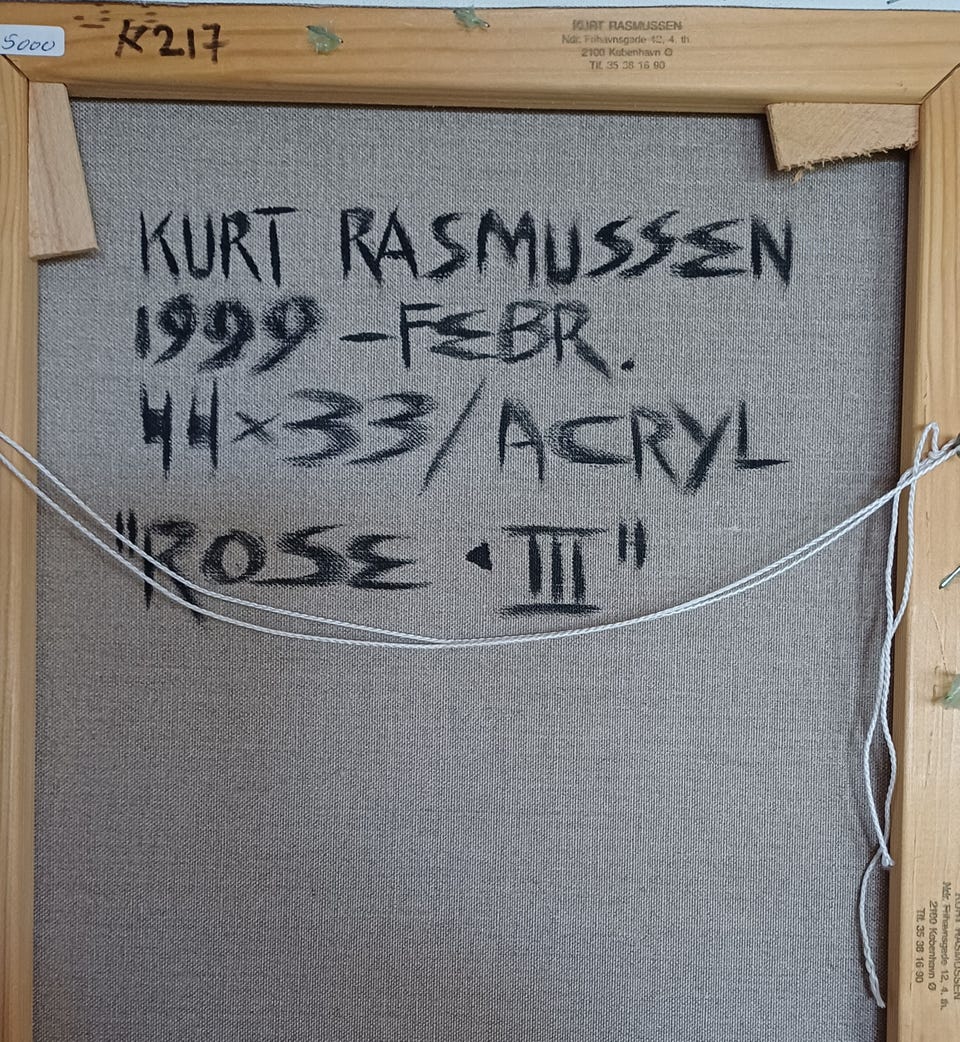 5000
K217
KURT RASMUSSEN
Ndr. Frihavnsgade 42, 4. th.
2100 København Ø
Tlf. 35 38 16 90
KURT RASMUSSEN
1999 - FEBR.
44 × 33 / ACRYL
"ROSE • III"
KURT RASMUSSEN
Ndr. Frihavnsgade 12, 4. th.
2100 København Ø
Tlf. 35 38 16 90